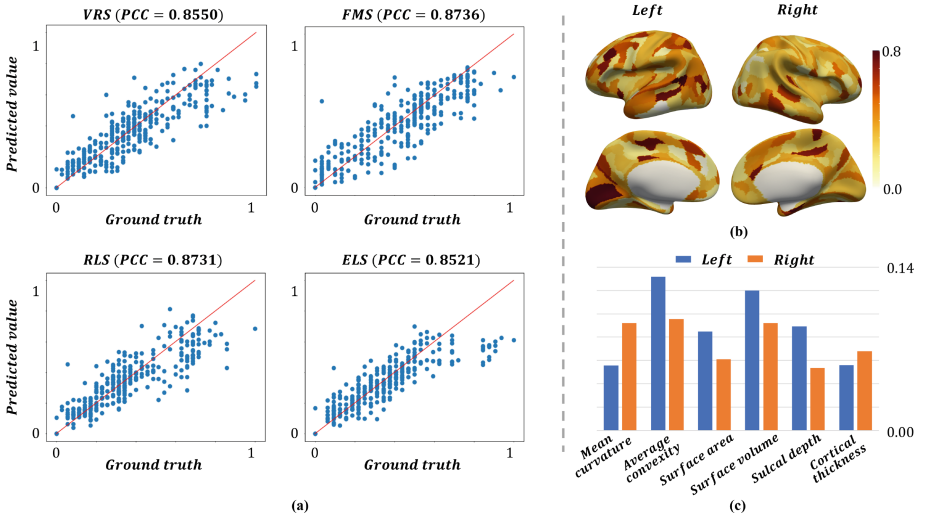 VRS (PCC = 0.8550)
1
Predicted value
0
0
Ground truth
1
FMS (PCC = 0.8736)
1
0
0
Ground truth
1
RLS (PCC = 0.8731)
1
Predicted value
0
0
Ground truth
1
ELS (PCC = 0.8521)
1
0
0
Ground truth
1
(a)
Left
Right
0.8
0.0
(b)
Left
Right
0.14
0.00
Mean
curvature
Average
convexity
Surface area
Surface volume
Sulcal depth
Cortical
thickness
(c)